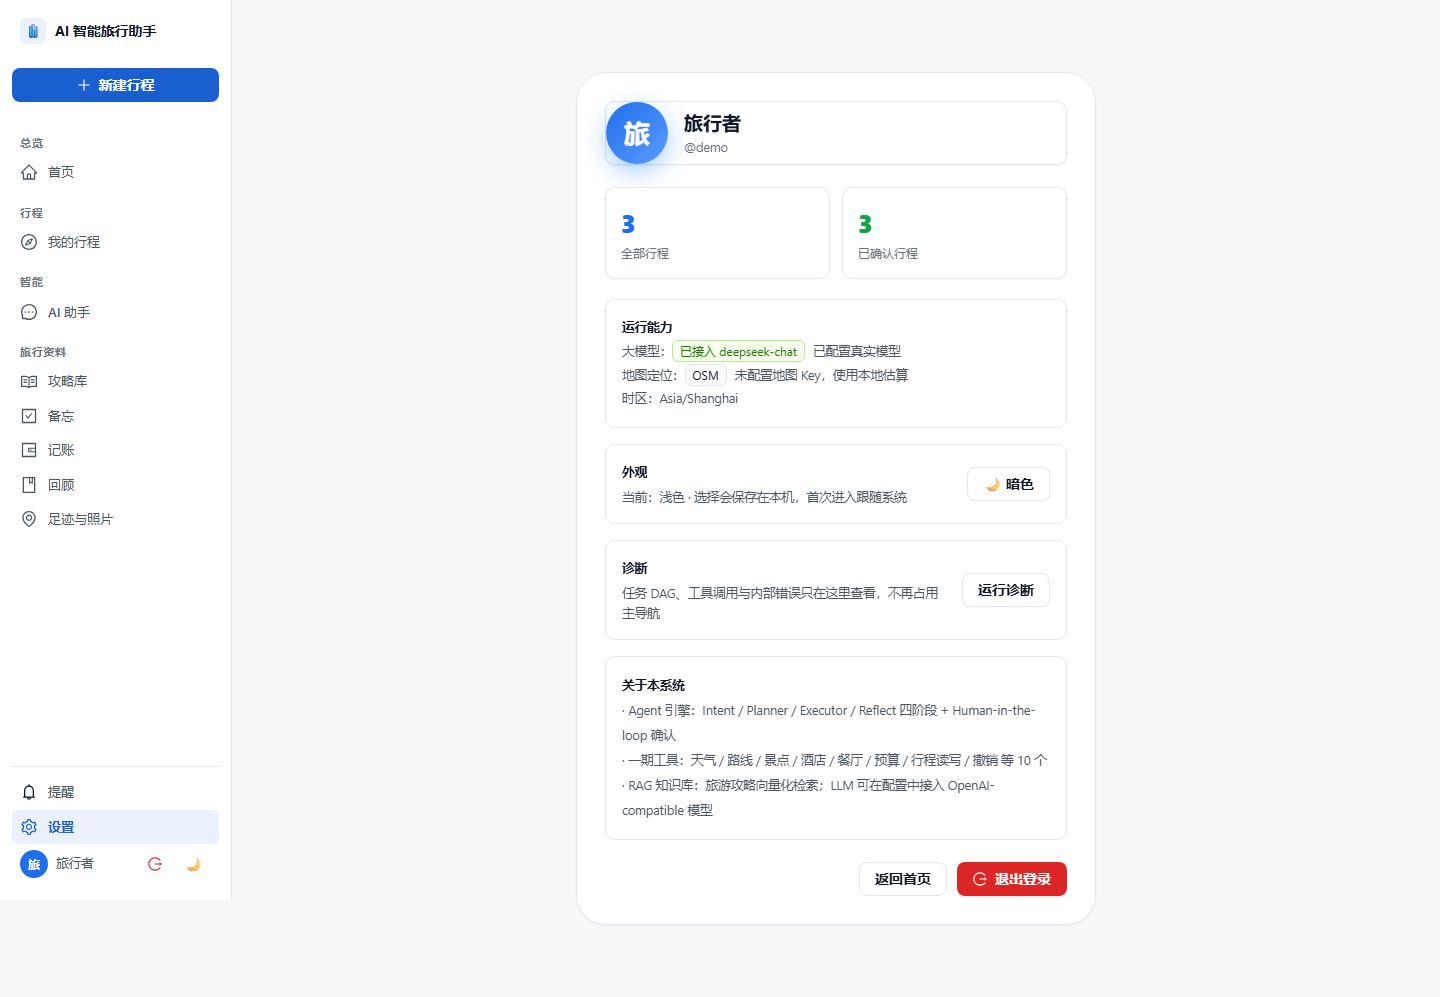 AI 智能旅行助手
新建行程
总览
首页
行程
我的行程
智能
AI 助手
旅行资料
攻略库
备忘
记账
回顾
足迹与照片
提醒
设置
旅 旅行者
旅
旅行者
@demo
3
全部行程
3
已确认行程
运行能力
大模型： 已接入 deepseek-chat 已配置真实模型
地图定位： OSM 未配置地图 Key，使用本地估算
时区：Asia/Shanghai
外观
当前：浅色 · 选择会保存在本机，首次进入跟随系统
暗色
诊断
任务 DAG、工具调用与内部错误只在这里查看，不再占用
主导航
运行诊断
关于本系统
· Agent 引擎：Intent / Planner / Executor / Reflect 四阶段 + Human-in-the-
loop 确认
· 一期工具：天气 / 路线 / 景点 / 酒店 / 餐厅 / 预算 / 行程读写 / 撤销 等 10 个
· RAG 知识库：旅游攻略向量化检索；LLM 可在配置中接入 OpenAI-
compatible 模型
返回首页
退出登录